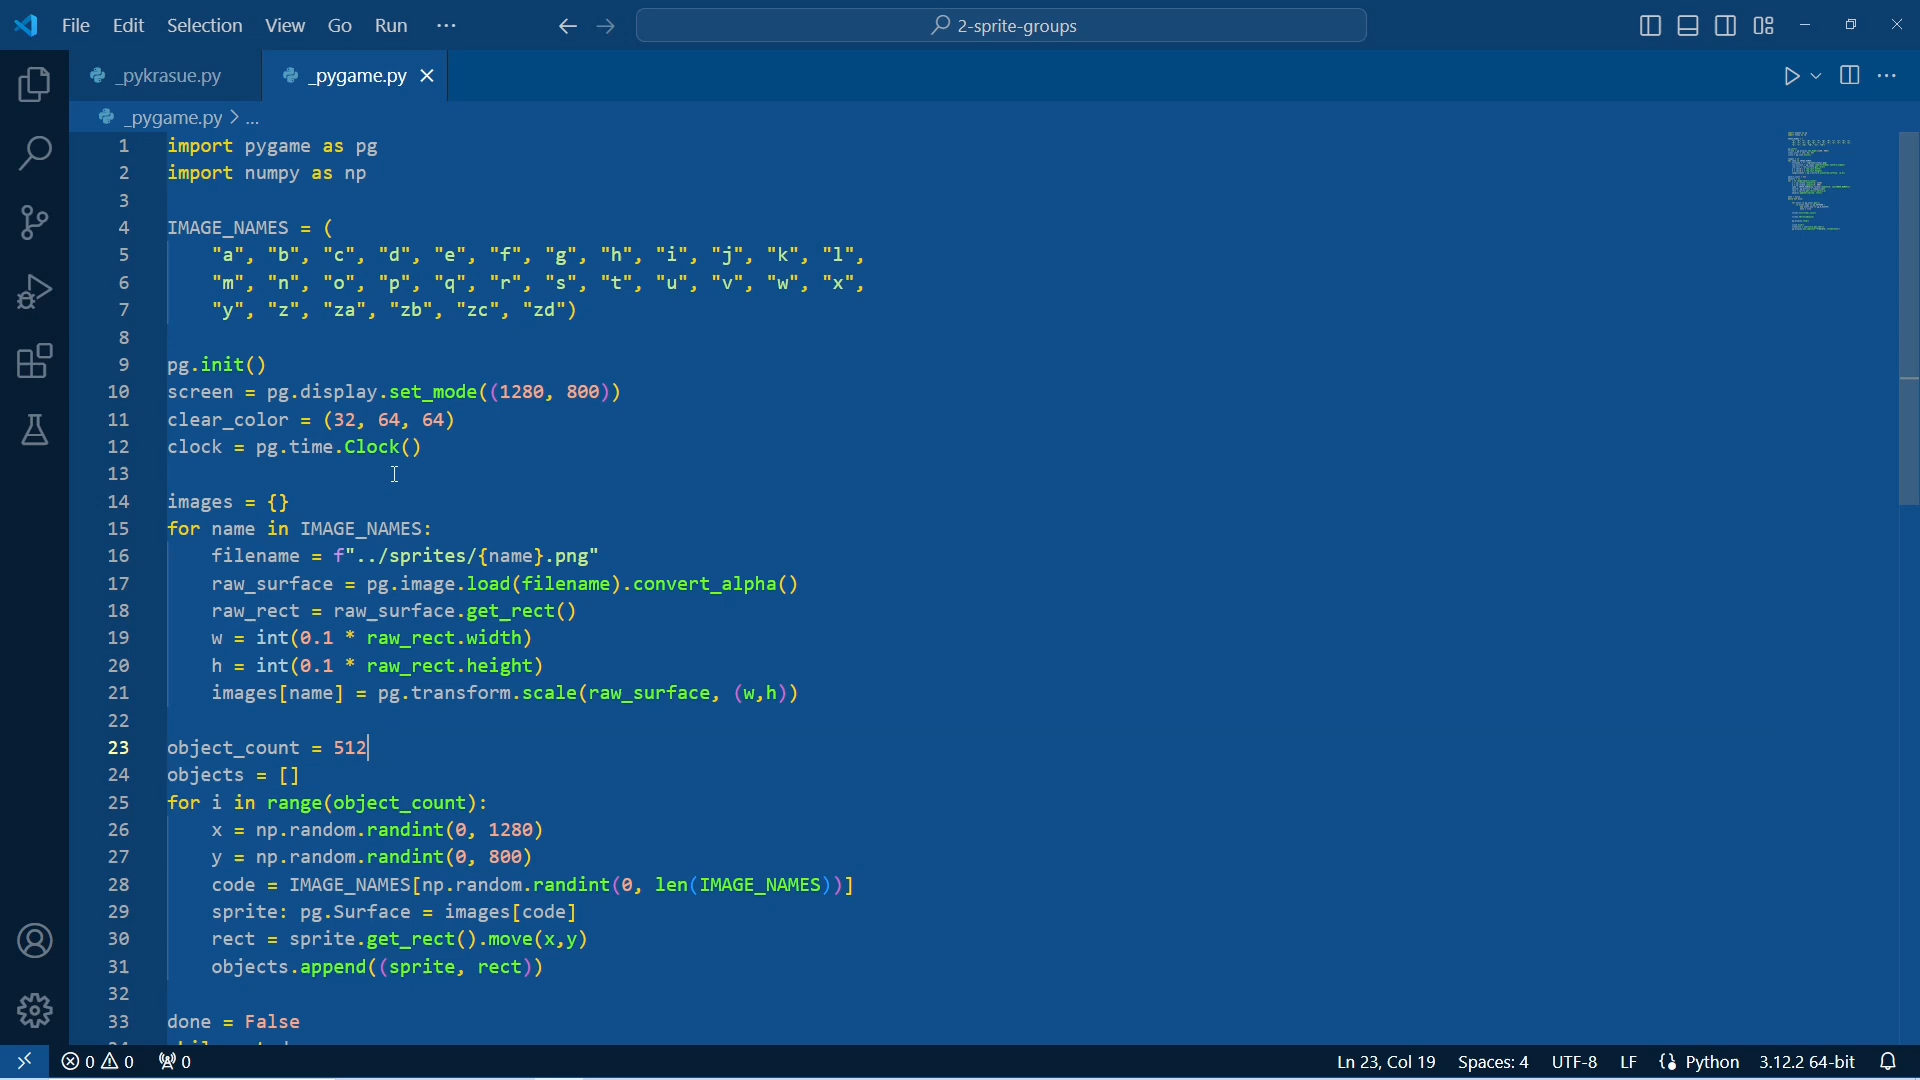 File Edit Selection View Go Run ···
2-sprite-groups
_pykrasue.py
_pygame.py
_pygame.py > ...
1 import pygame as pg
2 import numpy as np
3
4 IMAGE_NAMES = (
5 "a", "b", "c", "d", "e", "f", "g", "h", "i", "j", "k", "l",
6 "m", "n", "o", "p", "q", "r", "s", "t", "u", "v", "w", "x",
7 "y", "z", "za", "zb", "zc", "zd")
8
9 pg.init()
10 screen = pg.display.set_mode((1280, 800))
11 clear_color = (32, 64, 64)
12 clock = pg.time.Clock()
13
14 images = {}
15 for name in IMAGE_NAMES:
16 filename = f"../sprites/{name}.png"
17 raw_surface = pg.image.load(filename).convert_alpha()
18 raw_rect = raw_surface.get_rect()
19 w = int(0.1 * raw_rect.width)
20 h = int(0.1 * raw_rect.height)
21 images[name] = pg.transform.scale(raw_surface, (w,h))
22
23 object_count = 512
24 objects = []
25 for i in range(object_count):
26 x = np.random.randint(0, 1280)
27 y = np.random.randint(0, 800)
28 code = IMAGE_NAMES[np.random.randint(0, len(IMAGE_NAMES))]
29 sprite: pg.Surface = images[code]
30 rect = sprite.get_rect().move(x,y)
31 objects.append((sprite, rect))
32
33 done = False
0 0 0 Ln 23, Col 19 Spaces: 4 UTF-8 LF Python 3.12.2 64-bit